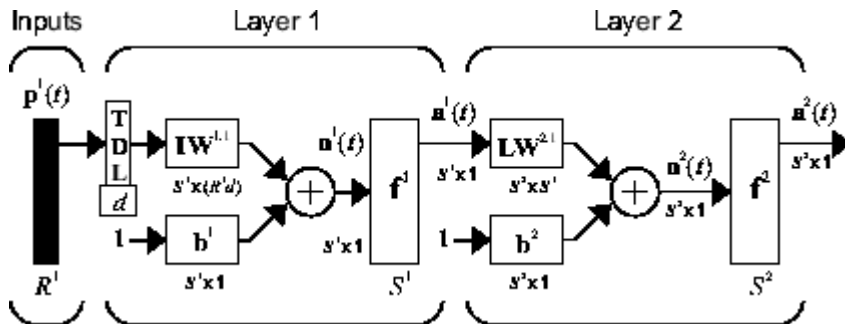 Inputs
Layer 1
Layer 2
p¹(t)
T
D
L
d
IW¹·¹
S¹x(R¹d)
1
b¹
S¹x1
n¹(t)
S¹x1
f¹
a¹(t)
S¹x1
LW²·¹
S²xS¹
1
b²
S²x1
n²(t)
S²x1
f²
a²(t)
S²x1
R¹
S¹
S²